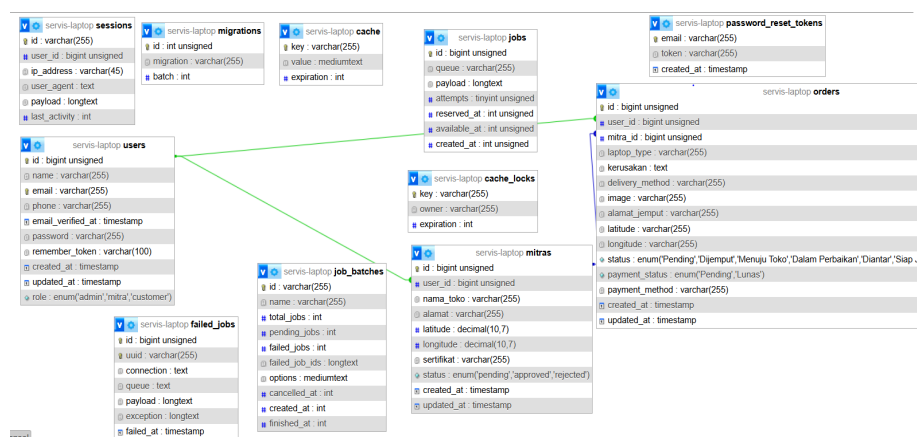 servis-laptop sessions
id : varchar(255)
user_id : bigint unsigned
ip_address : varchar(45)
user_agent : text
payload : longtext
last_activity : int
servis-laptop migrations
id : int unsigned
migration : varchar(255)
batch : int
servis-laptop cache
key : varchar(255)
value : mediumtext
expiration : int
servis-laptop jobs
id : bigint unsigned
queue : varchar(255)
payload : longtext
attempts : tinyint unsigned
reserved_at : int unsigned
available_at : int unsigned
created_at : int unsigned
servis-laptop password_reset_tokens
email : varchar(255)
token : varchar(255)
created_at : timestamp
servis-laptop orders
id : bigint unsigned
user_id : bigint unsigned
mitra_id : bigint unsigned
laptop_type : varchar(255)
kerusakan : text
delivery_method : varchar(255)
image : varchar(255)
alamat_jemput : varchar(255)
latitude : varchar(255)
longitude : varchar(255)
status : enum('Pending','Dijemput','Menuju Toko','Dalam Perbaikan','Diantar','Siap
payment_status : enum('Pending','Lunas')
payment_method : varchar(255)
created_at : timestamp
updated_at : timestamp
servis-laptop users
id : bigint unsigned
name : varchar(255)
email : varchar(255)
phone : varchar(255)
email_verified_at : timestamp
password : varchar(255)
remember_token : varchar(100)
created_at : timestamp
updated_at : timestamp
role : enum('admin','mitra','customer')
servis-laptop cache_locks
key : varchar(255)
owner : varchar(255)
expiration : int
servis-laptop mitras
id : bigint unsigned
user_id : bigint unsigned
nama_toko : varchar(255)
alamat : varchar(255)
latitude : decimal(10,7)
longitude : decimal(10,7)
sertifikat : varchar(255)
status : enum('pending','approved','rejected')
created_at : timestamp
updated_at : timestamp
servis-laptop job_batches
id : varchar(255)
name : varchar(255)
total_jobs : int
pending_jobs : int
failed_jobs : int
failed_job_ids : longtext
options : mediumtext
cancelled_at : int
created_at : int
finished_at : int
servis-laptop failed_jobs
id : bigint unsigned
uuid : varchar(255)
connection : text
queue : text
payload : longtext
exception : longtext
failed_at : timestamp